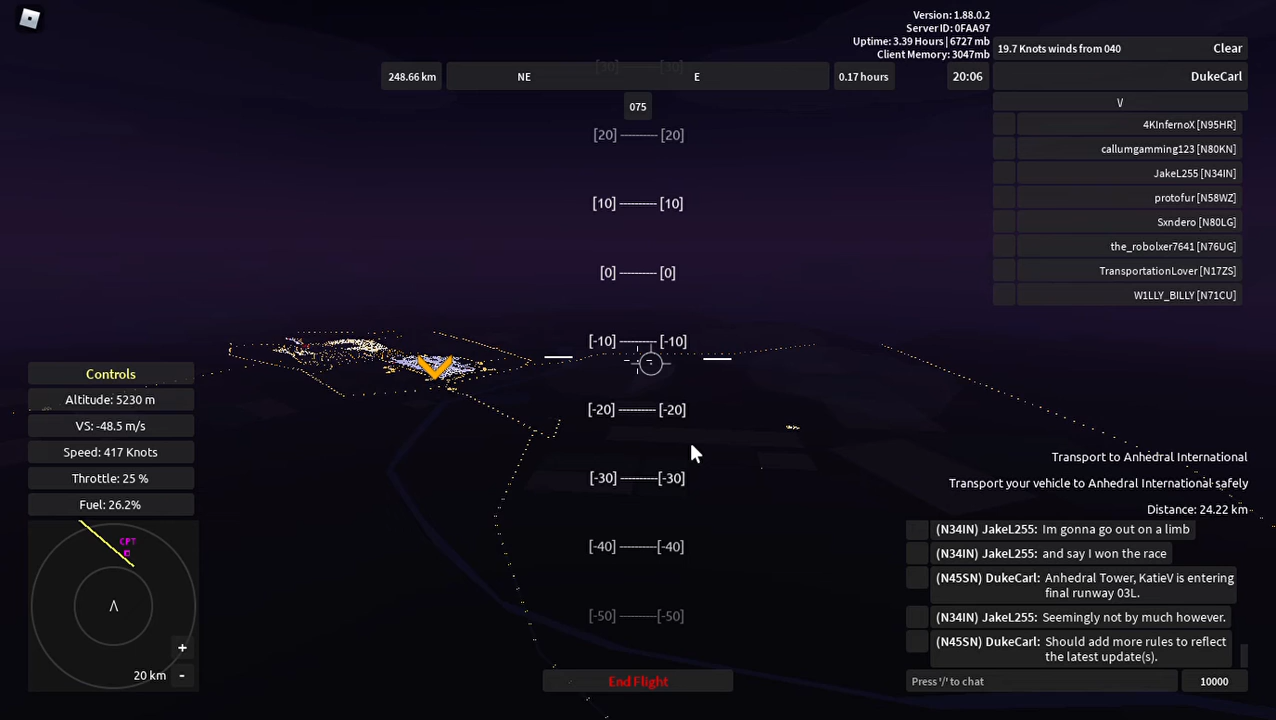 Version: 1.88.0.2
Server ID: 0FAA97
Uptime: 3.39 Hours | 6727 mb
Client Memory: 3047mb
19.7 Knots winds from 040
Clear
248.66 km
NE
E
0.17 hours
20:06
DukeCarl
075
V
4KInfernoX [N95HR]
callumgamming123 [N80KN]
JakeL255 [N34IN]
protofur [N58WZ]
Sxndero [N80LG]
the_robolxer7641 [N76UG]
TransportationLover [N17ZS]
W1LLY_BILLY [N71CU]
[30] ---------- [30]
[20] ---------- [20]
[10] ---------- [10]
[0] ---------- [0]
[-10] ---------- [-10]
[-20] ---------- [-20]
[-30] ---------- [-30]
[-40] ---------- [-40]
[-50] ---------- [-50]
Controls
Altitude: 5230 m
VS: -48.5 m/s
Speed: 417 Knots
Throttle: 25 %
Fuel: 26.2%
CPT
Λ
+
20 km
-
End Flight
Transport to Anhedral International
Transport your vehicle to Anhedral International safely
Distance: 24.22 km
(N34IN) JakeL255: Im gonna go out on a limb
(N34IN) JakeL255: and say I won the race
(N45SN) DukeCarl: Anhedral Tower, KatieV is entering
final runway 03L.
(N34IN) JakeL255: Seemingly not by much however.
(N45SN) DukeCarl: Should add more rules to reflect
the latest update(s).
Press '/' to chat
10000